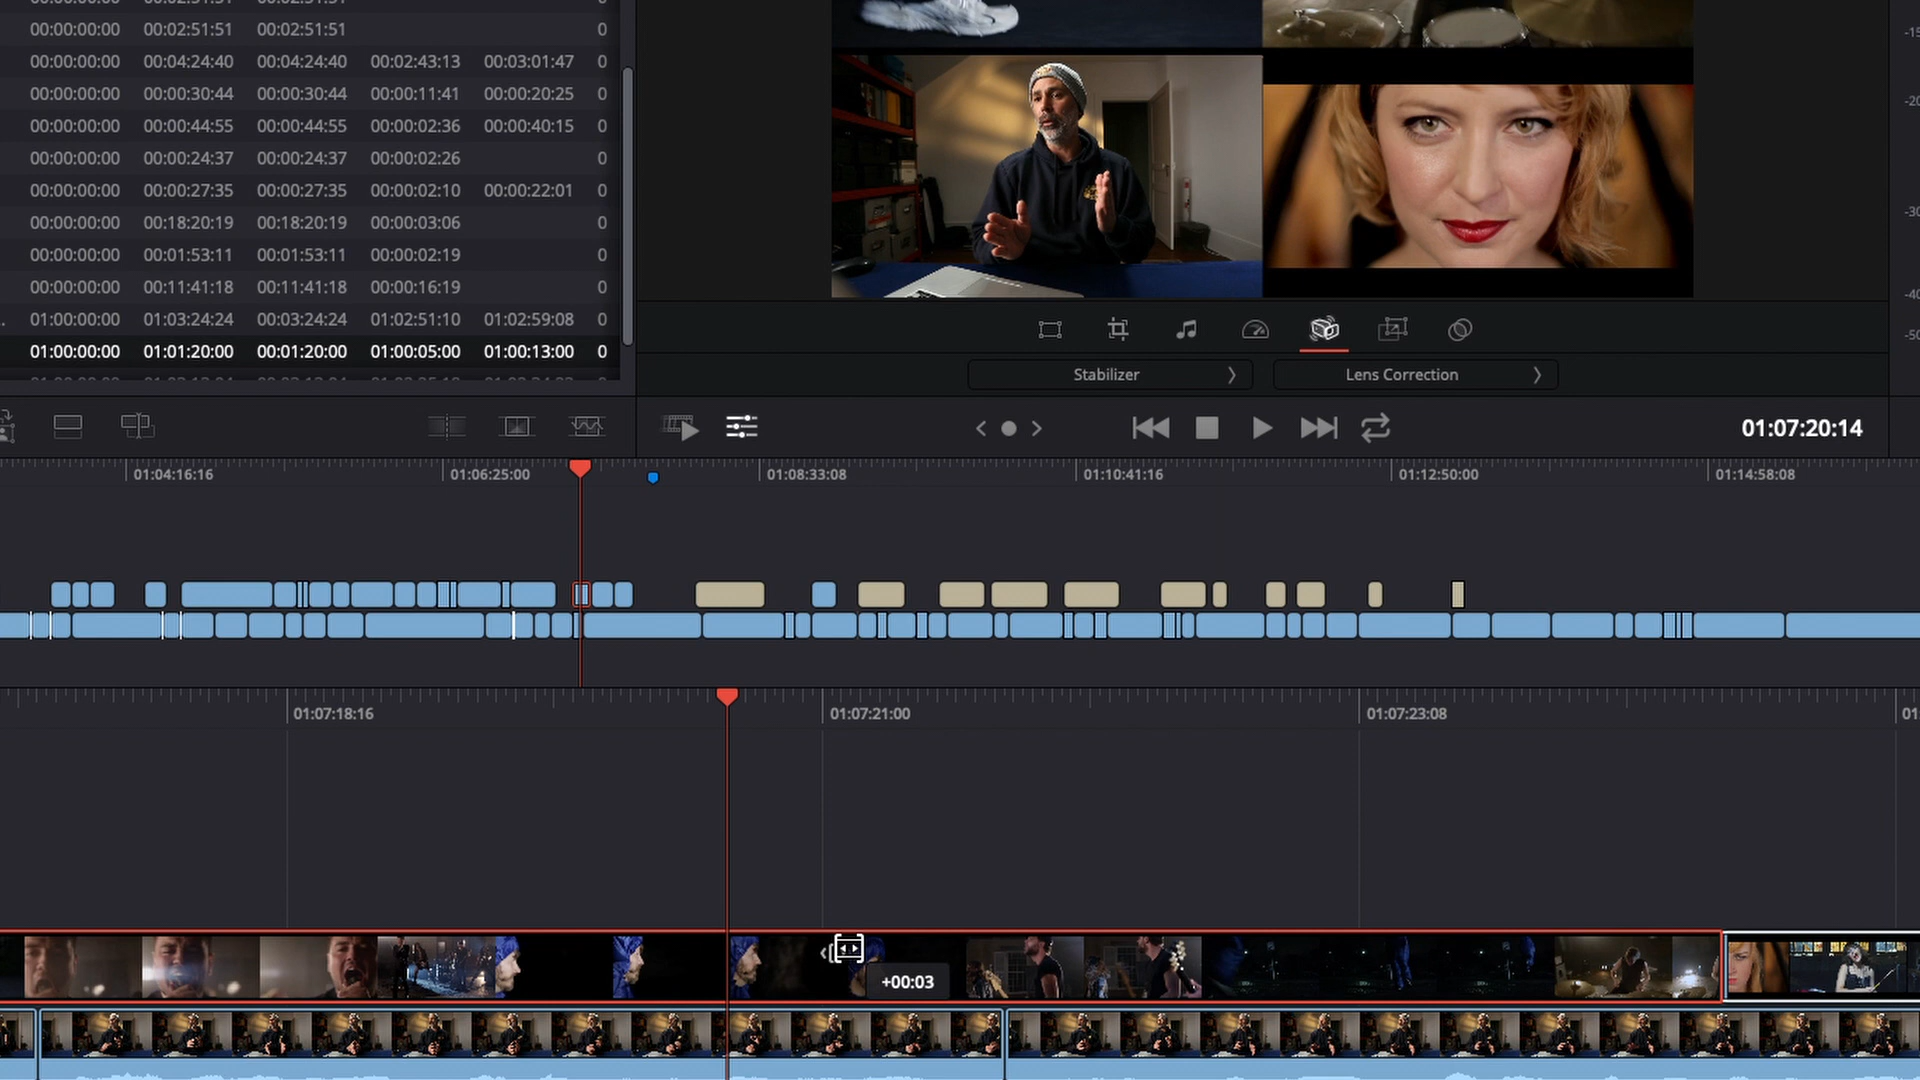 00:00:00:00 00:02:51:51 00:02:51:51 0
00:00:00:00 00:04:24:40 00:04:24:40 00:02:43:13 00:03:01:47 0
00:00:00:00 00:00:30:44 00:00:30:44 00:00:11:41 00:00:20:25 0
00:00:00:00 00:00:44:55 00:00:44:55 00:00:02:36 00:00:40:15 0
00:00:00:00 00:00:24:37 00:00:24:37 00:00:02:26 0
00:00:00:00 00:00:27:35 00:00:27:35 00:00:02:10 00:00:22:01 0
00:00:00:00 00:18:20:19 00:18:20:19 00:00:03:06 0
00:00:00:00 00:01:53:11 00:01:53:11 00:00:02:19 0
00:00:00:00 00:11:41:18 00:11:41:18 00:00:16:19 0
. 01:00:00:00 01:03:24:24 00:03:24:24 01:02:51:10 01:02:59:08 0
01:00:00:00 01:01:20:00 00:01:20:00 01:00:05:00 01:00:13:00 0
-15
-20
-30
-40
-50
Stabilizer
Lens Correction
01:07:20:14
01:04:16:16 01:06:25:00 01:08:33:08 01:10:41:16 01:12:50:00 01:14:58:08
01:07:18:16 01:07:21:00 01:07:23:08 01:
+00:03